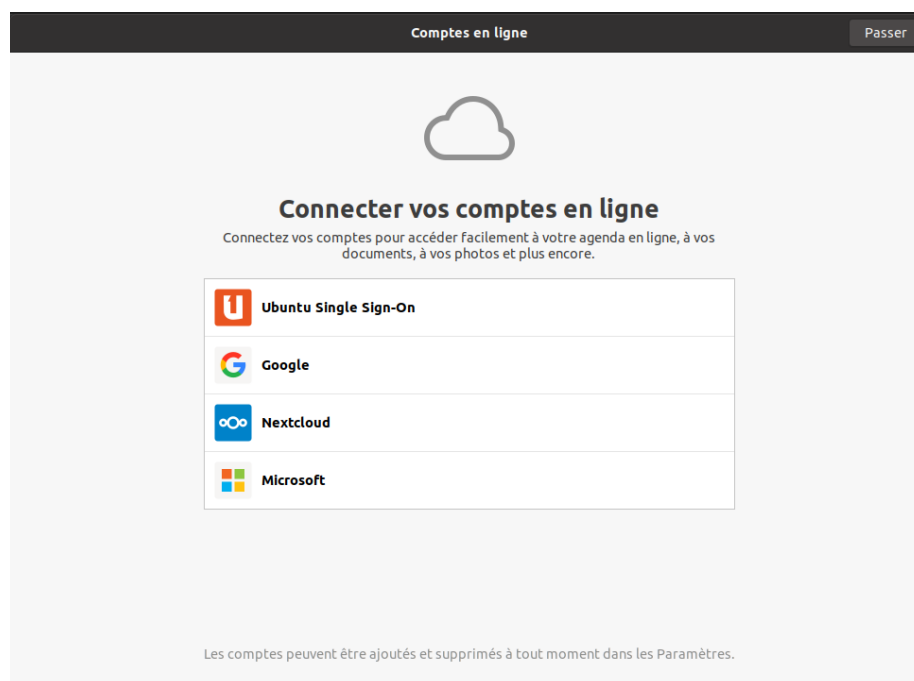 Comptes en ligne
Passer
Connecter vos comptes en ligne
Connectez vos comptes pour accéder facilement à votre agenda en ligne, à vos
documents, à vos photos et plus encore.
Ubuntu Single Sign-On
Google
Nextcloud
Microsoft
Les comptes peuvent être ajoutés et supprimés à tout moment dans les Paramètres.